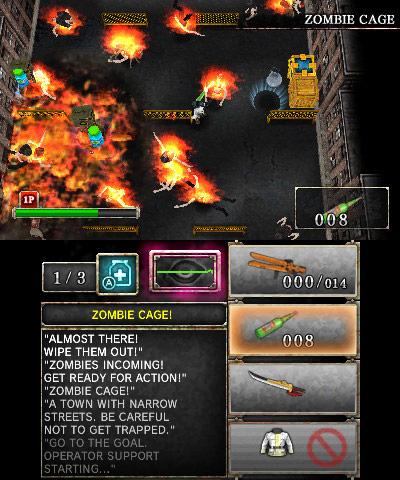 ZOMBIE CAGE
1P
008
1/3
A
000/014
ZOMBIE CAGE!
008
"ALMOST THERE!
WIPE THEM OUT!"
"ZOMBIES INCOMING!
GET READY FOR ACTION!"
"ZOMBIE CAGE!"
"A TOWN WITH NARROW
STREETS. BE CAREFUL
NOT TO GET TRAPPED."
"GO TO THE GOAL.
OPERATOR SUPPORT
STARTING..."